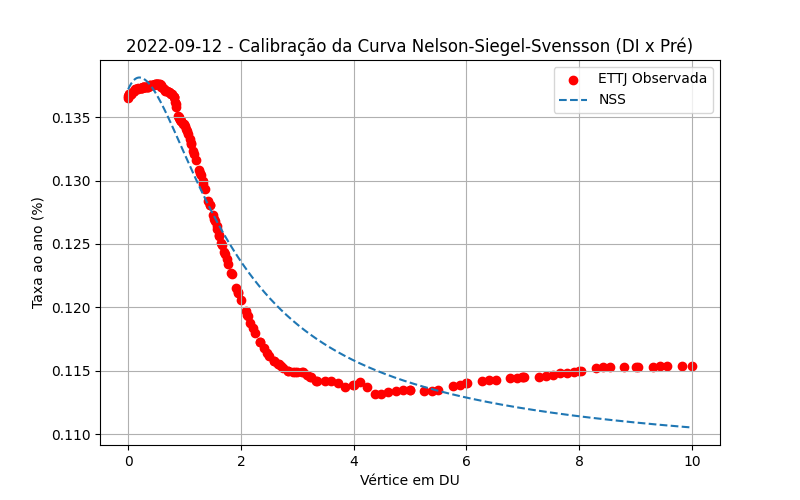 2022-09-12 - Calibração da Curva Nelson-Siegel-Svensson (DI x Pré)
ETTJ Observada
NSS
Taxa ao ano (%)
0.135
0.130
0.125
0.120
0.115
0.110
0 2 4 6 8 10
Vértice em DU